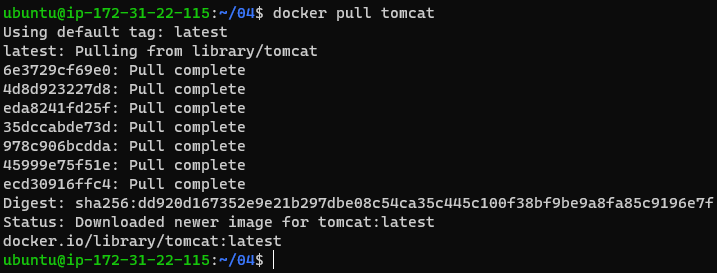 ubuntu@ip-172-31-22-115:~/04$ docker pull tomcat
Using default tag: latest
latest: Pulling from library/tomcat
6e3729cf69e0: Pull complete
4d8d923227d8: Pull complete
eda8241fd25f: Pull complete
35dccabde73d: Pull complete
978c906bcdda: Pull complete
45999e75f51e: Pull complete
ecd30916ffc4: Pull complete
Digest: sha256:dd920d167352e9e21b297dbe08c54ca35c445c100f38bf9be9a8fa85c9196e7f
Status: Downloaded newer image for tomcat:latest
docker.io/library/tomcat:latest
ubuntu@ip-172-31-22-115:~/04$